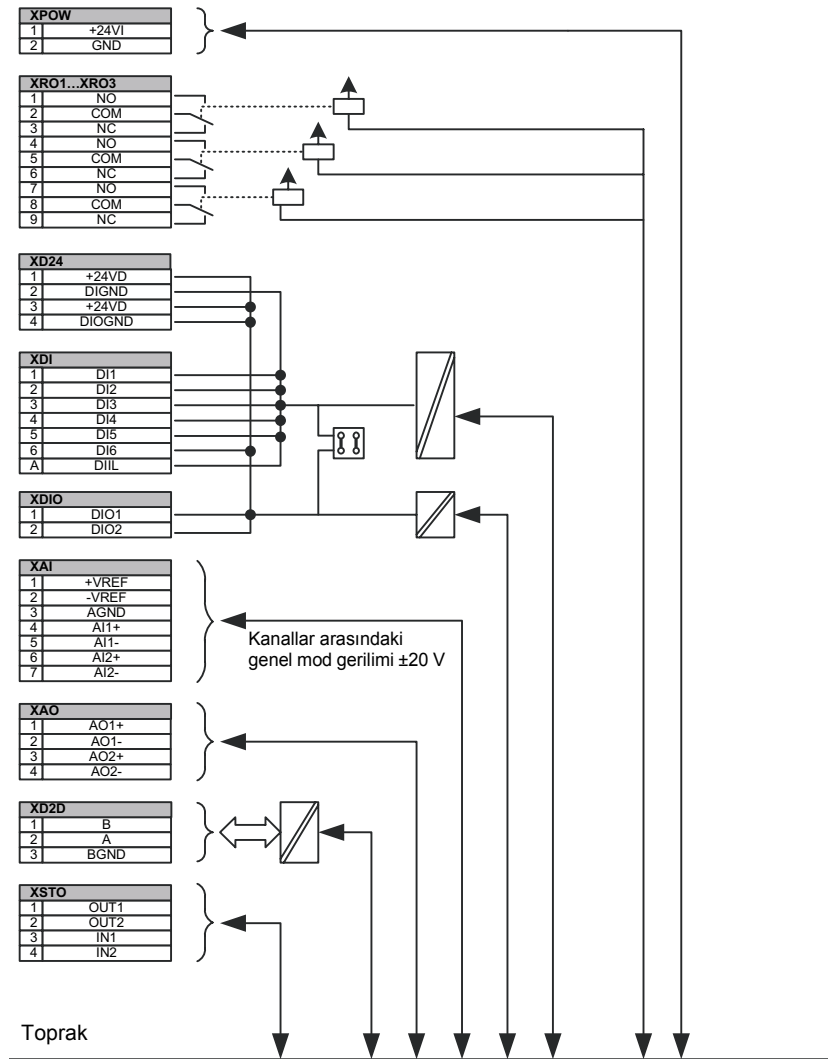 XPOW
1 +24VI
2 GND
XRO1...XRO3
1 NO
2 COM
3 NC
4 NO
5 COM
6 NC
7 NO
8 COM
9 NC
XD24
1 +24VD
2 DIGND
3 +24VD
4 DIOGND
XDI
1 DI1
2 DI2
3 DI3
4 DI4
5 DI5
6 DI6
A DIIL
XDIO
1 DIO1
2 DIO2
XAI
1 +VREF
2 -VREF
3 AGND
4 AI1+
5 AI1-
6 AI2+
7 AI2-
Kanallar arasındaki
genel mod gerilimi ±20 V
XAO
1 AO1+
2 AO1-
3 AO2+
4 AO2-
XD2D
1 B
2 A
3 BGND
XSTO
1 OUT1
2 OUT2
3 IN1
4 IN2
Toprak